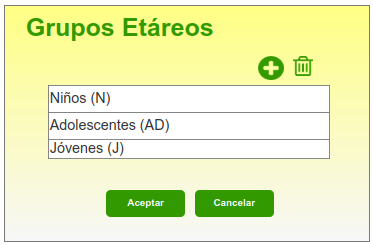 Grupos Etáreos
Niños (N)
Adolescentes (AD)
Jóvenes (J)
Aceptar
Cancelar